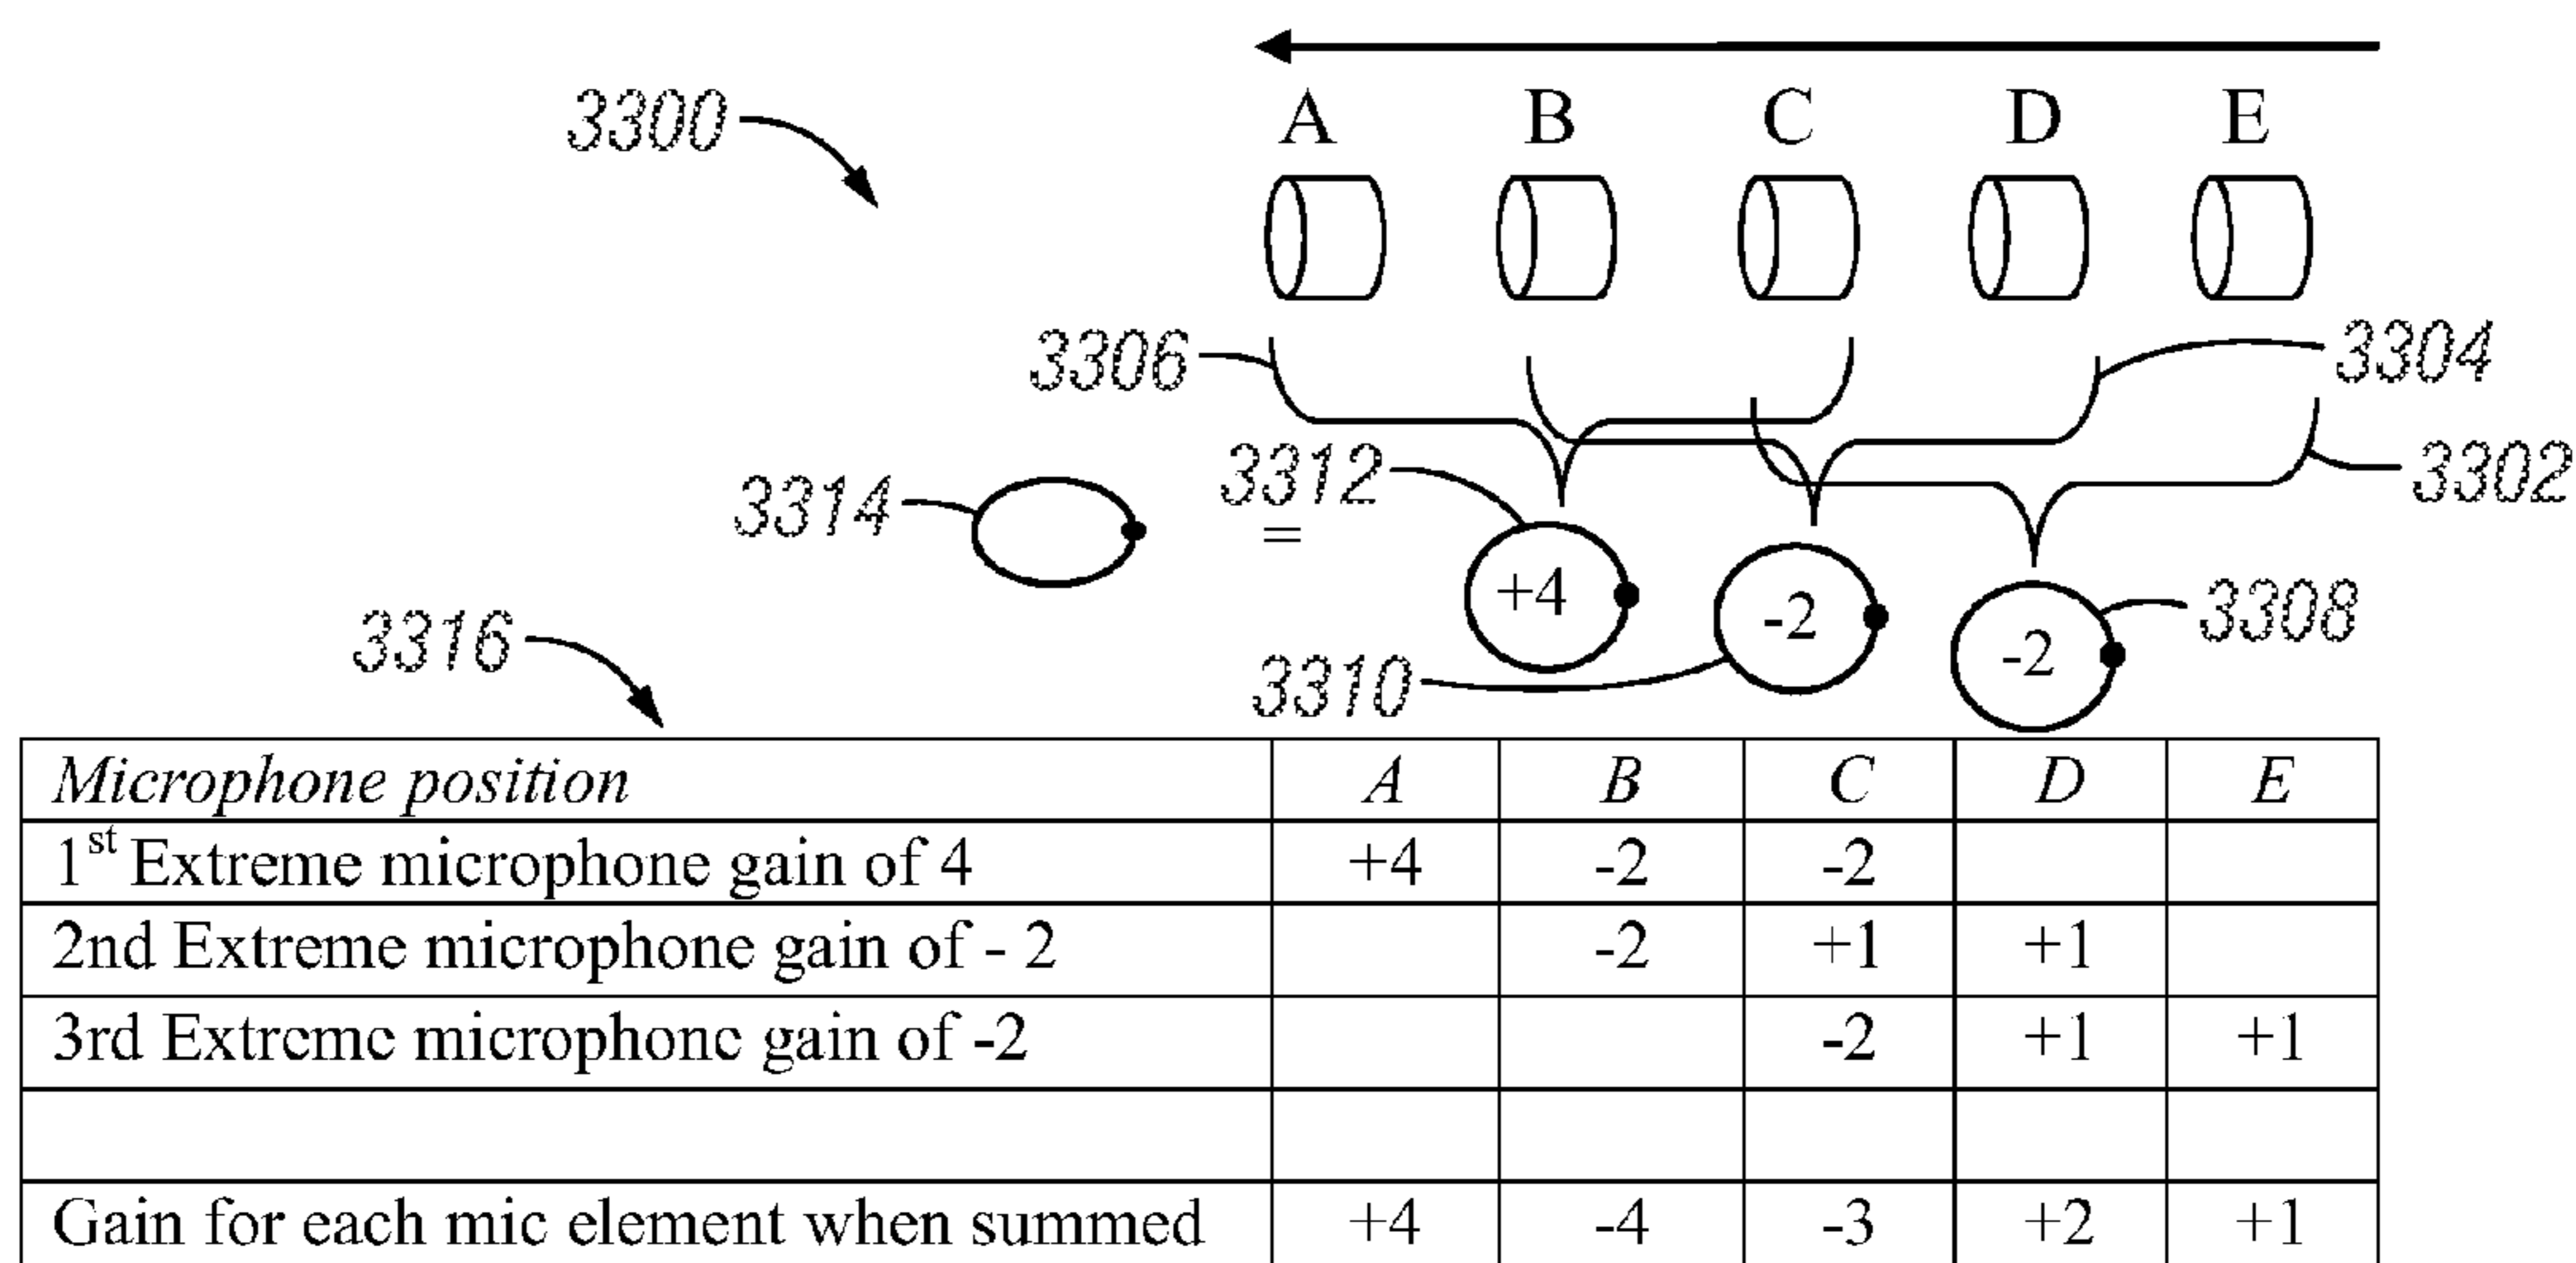 A B C D E
3300
3306
3304
3312
3302
3314
=
+4
-2
-2
3308
3316
3310
Microphone position A B C D E
1st Extreme microphone gain of 4 +4 -2 -2
2nd Extreme microphone gain of - 2 -2 +1 +1
3rd Extreme microphone gain of -2 -2 +1 +1
Gain for each mic element when summed +4 -4 -3 +2 +1